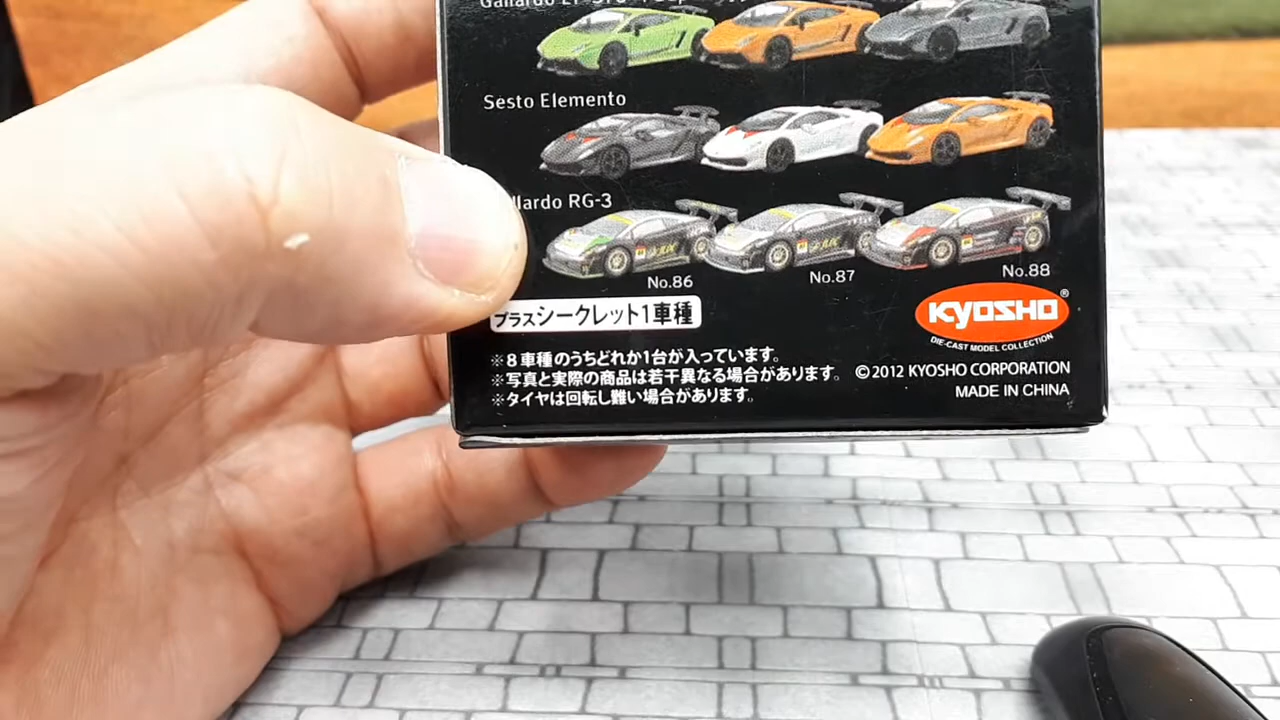 Sesto Elemento
llardo RG-3
No.86
No.87
No.88
プラスシークレット1車種
KYOSHO®
DIE-CAST MODEL COLLECTION
※8車種のうちどれか1台が入っています。
※写真と実際の商品は若干異なる場合があります。
※タイヤは回転し難い場合があります。
©2012 KYOSHO CORPORATION
MADE IN CHINA